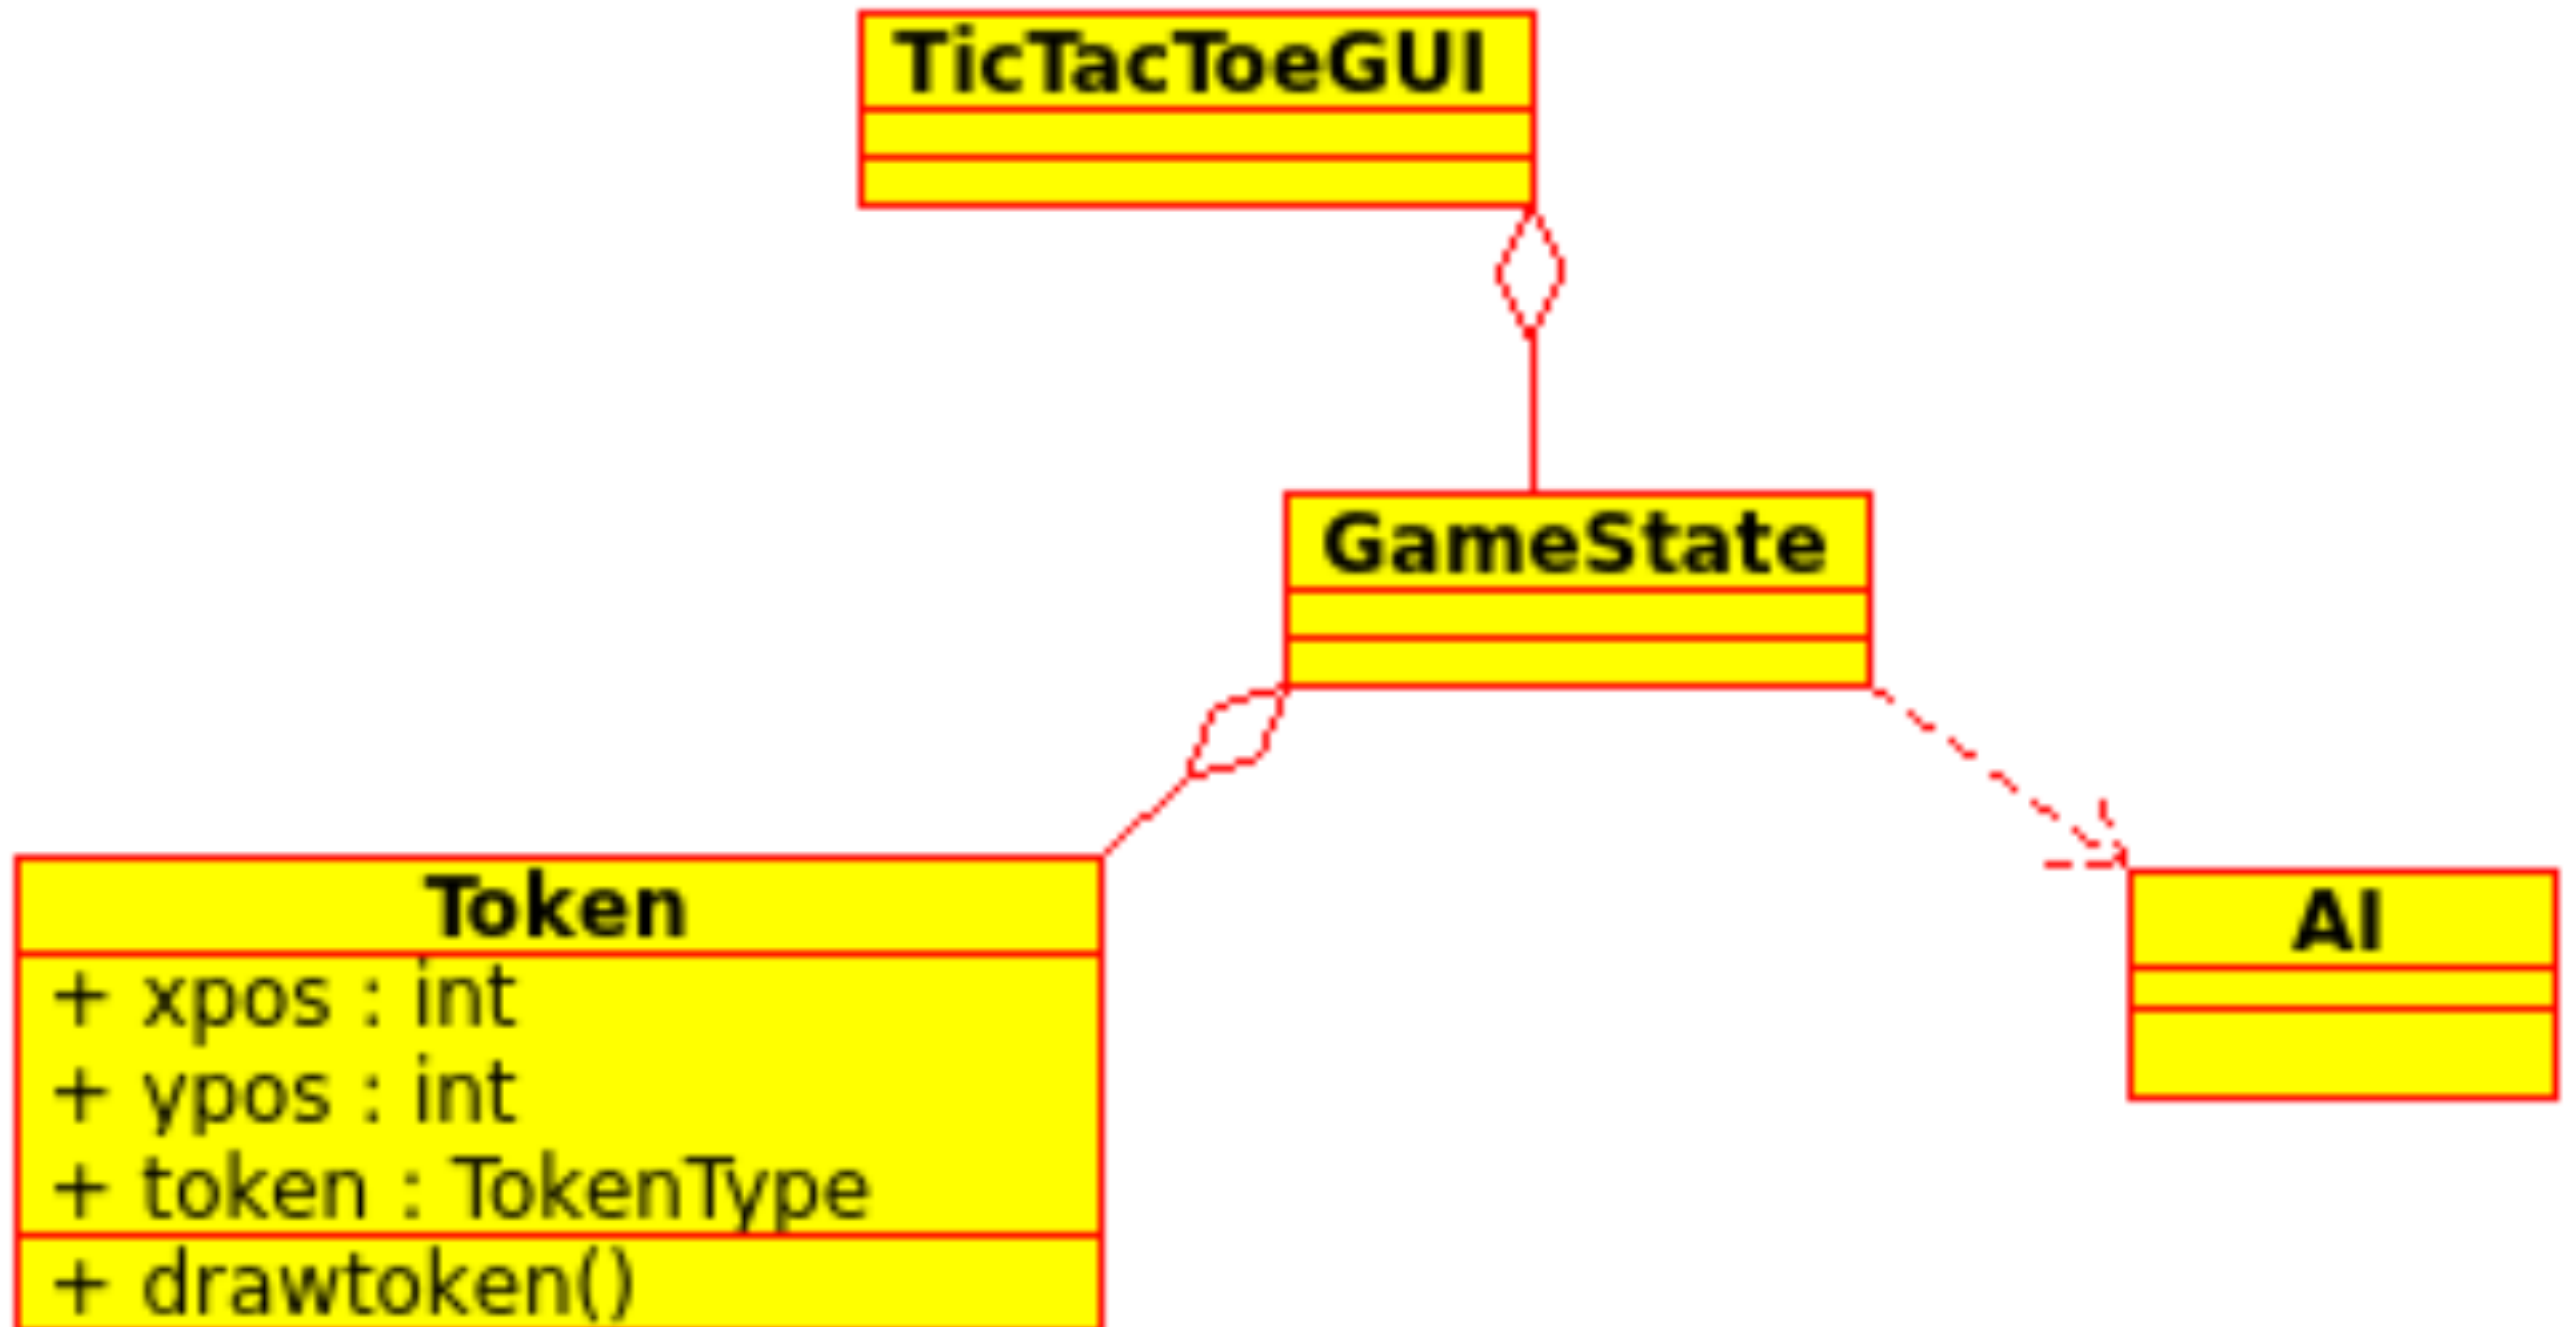 TicTacToeGUI
GameState
Token
+ xpos : int
+ ypos : int
+ token : TokenType
+ drawtoken()
AI